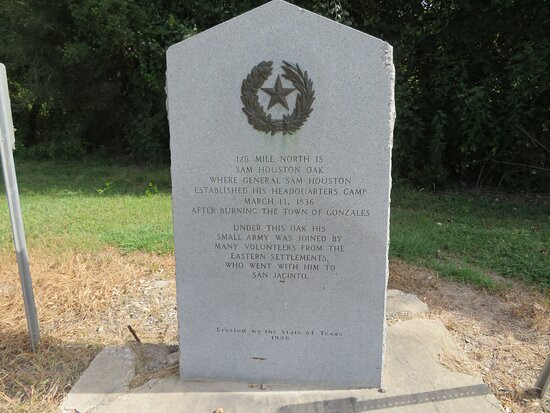 1/8 MILE NORTH IS
SAM HOUSTON OAK
WHERE GENERAL SAM HOUSTON
ESTABLISHED HIS HEADQUARTERS CAMP
MARCH 13, 1836
AFTER BURNING THE TOWN OF GONZALES
UNDER THIS OAK HIS
SMALL ARMY WAS JOINED BY
MANY VOLUNTEERS FROM THE
EASTERN SETTLEMENTS,
WHO WENT WITH HIM TO
SAN JACINTO.
Erected by the State of Texas
1936